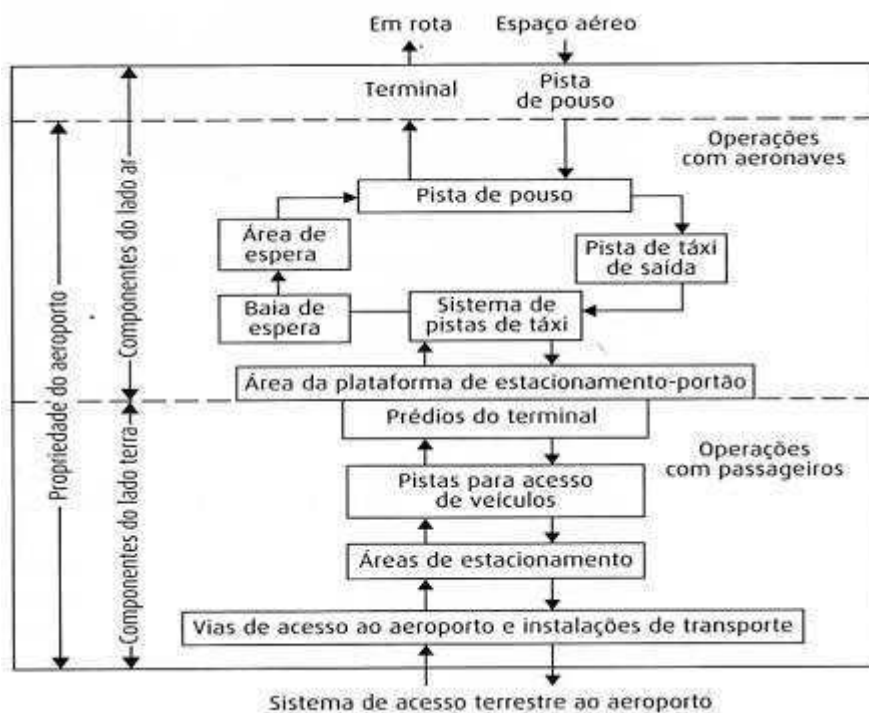 Em rota
Espaço aéreo
Terminal
Pista
de pouso
Operações
com aeronaves
Pista de pouso
Área de
espera
Pista de táxi
de saída
Baia de
espera
Sistema de
pistas de táxi
Área da plataforma de estacionamento-portão
Prédios do terminal
Operações
com passageiros
Pistas para acesso
de veículos
Áreas de estacionamento
Vias de acesso ao aeroporto e instalações de transporte
Sistema de acesso terrestre ao aeroporto
Propriedade do aeroporto
Componentes do lado ar
Componentes do lado terra